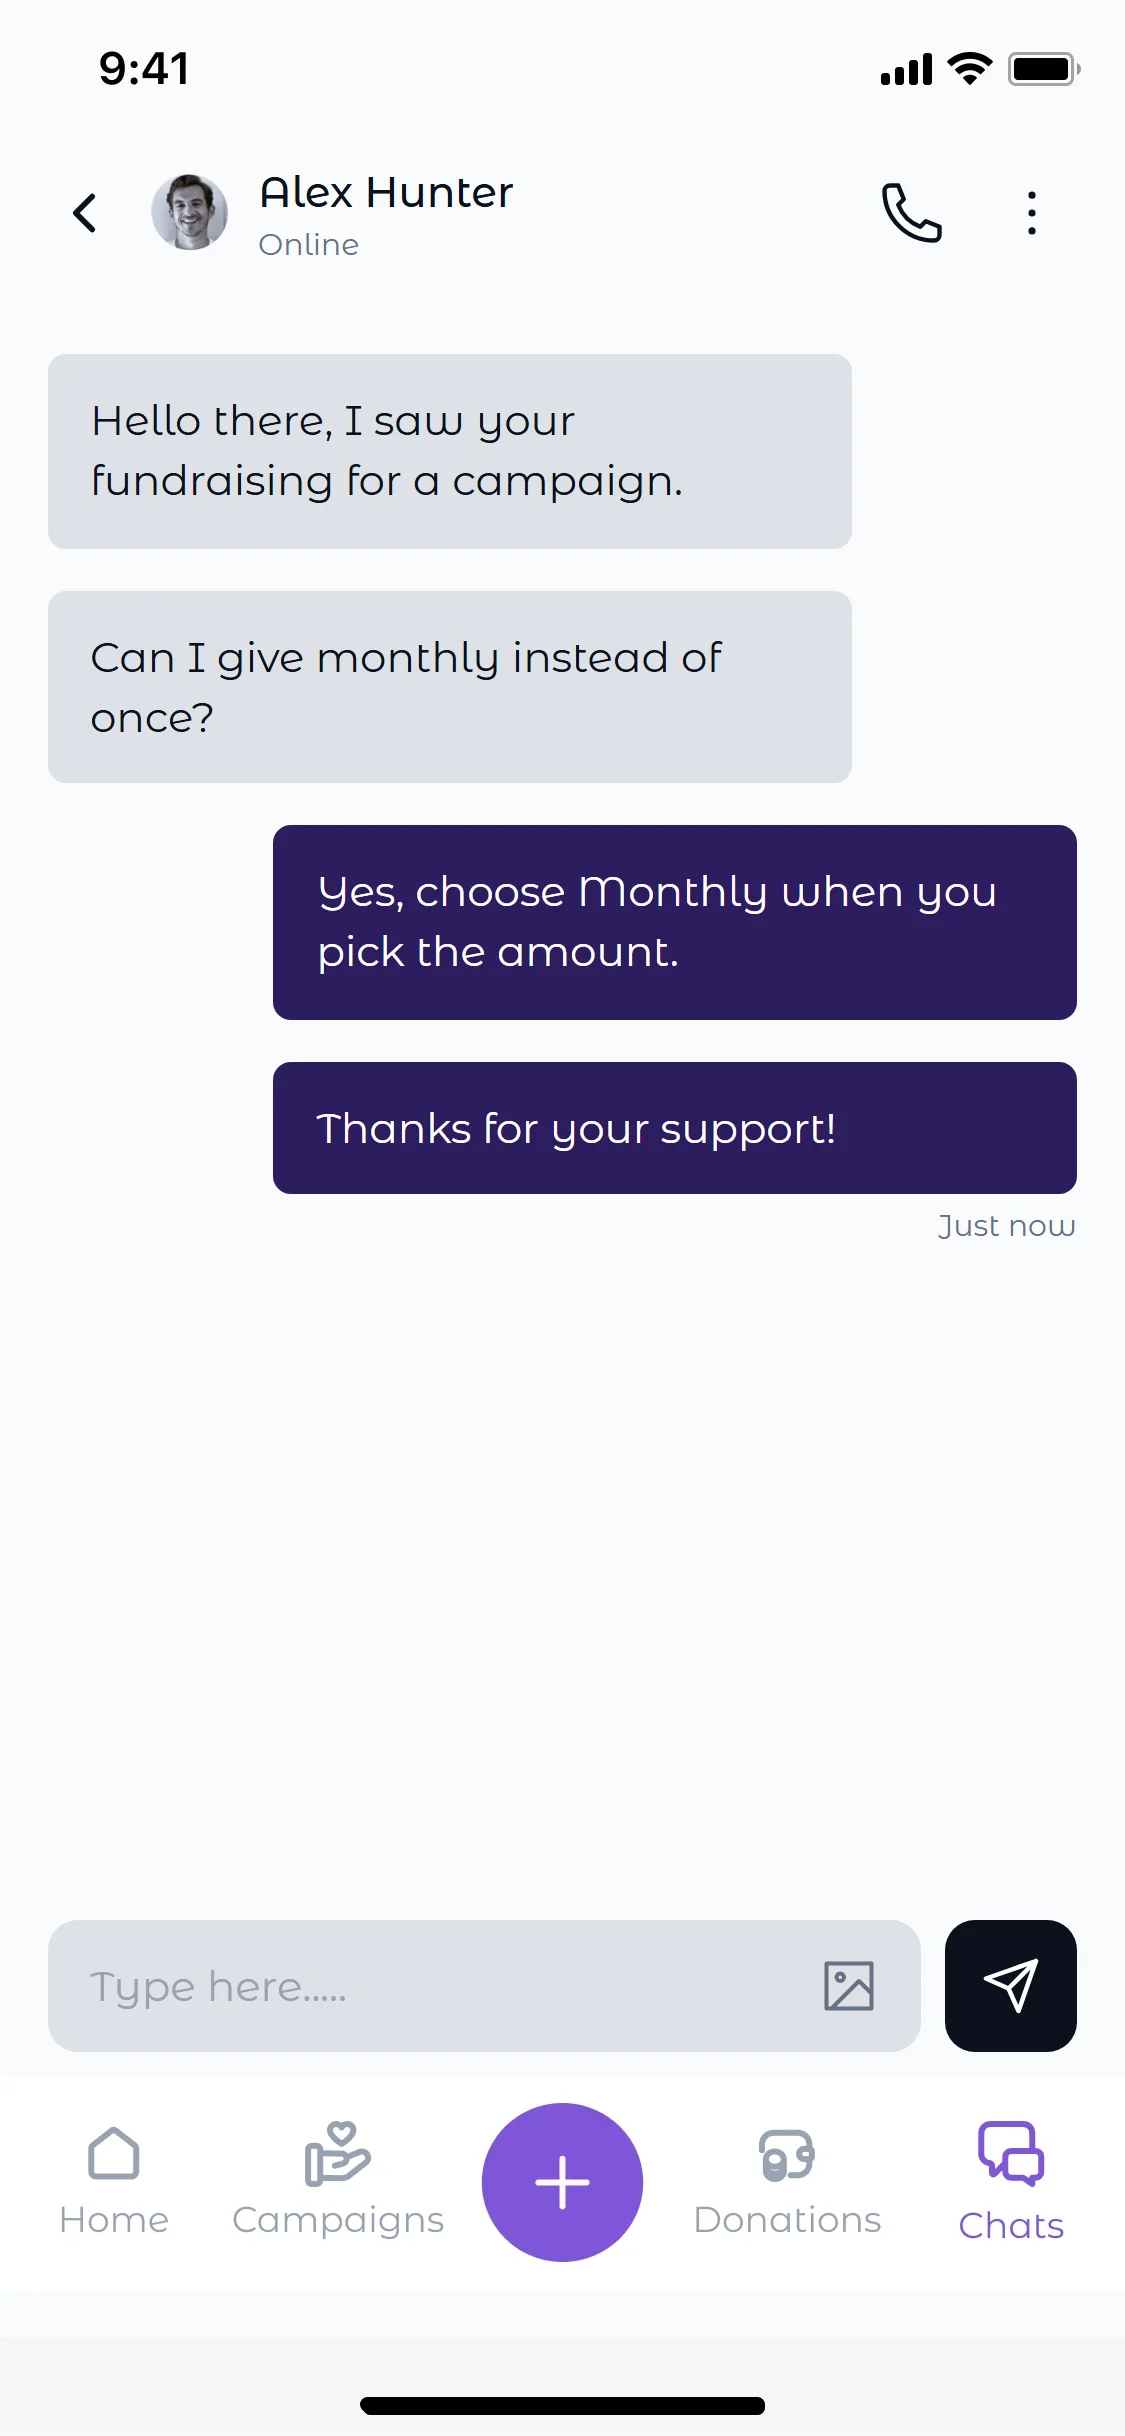 9:41
Alex Hunter
Online
Hello there, I saw your
fundraising for a campaign.
Can I give monthly instead of
once?
Yes, choose Monthly when you
pick the amount.
Thanks for your support!
Just now
Type here.....
Home
Campaigns
Donations
Chats